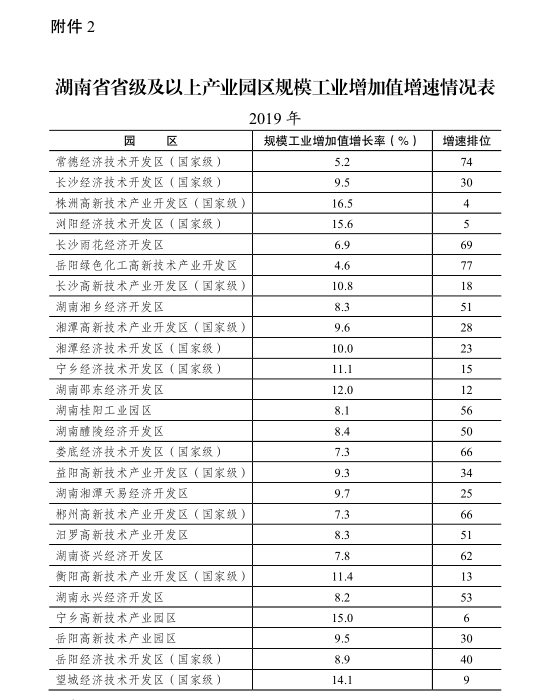 附件 2
湖南省省级及以上产业园区规模工业增加值增速情况表
2019 年
园 区 规模工业增加值增长率（%） 增速排位
常德经济技术开发区（国家级） 5.2 74
长沙经济技术开发区（国家级） 9.5 30
株洲高新技术产业开发区（国家级） 16.5 4
浏阳经济技术开发区（国家级） 15.6 5
长沙雨花经济开发区 6.9 69
岳阳绿色化工高新技术产业开发区 4.6 77
长沙高新技术产业开发区（国家级） 10.8 18
湖南湘乡经济开发区 8.3 51
湘潭高新技术产业开发区（国家级） 9.6 28
湘潭经济技术开发区（国家级） 10.0 23
宁乡经济技术开发区（国家级） 11.1 15
湖南邵东经济开发区 12.0 12
湖南桂阳工业园区 8.1 56
湖南醴陵经济开发区 8.4 50
娄底经济技术开发区（国家级） 7.3 66
益阳高新技术产业开发区（国家级） 9.3 34
湖南湘潭天易经济开发区 9.7 25
郴州高新技术产业开发区（国家级） 7.3 66
汨罗高新技术产业开发区 8.3 51
湖南资兴经济开发区 7.8 62
衡阳高新技术产业开发区（国家级） 11.4 13
湖南永兴经济开发区 8.2 53
宁乡高新技术产业园区 15.0 6
岳阳高新技术产业园区 9.5 30
岳阳经济技术开发区（国家级） 8.9 40
望城经济技术开发区（国家级） 14.1 9